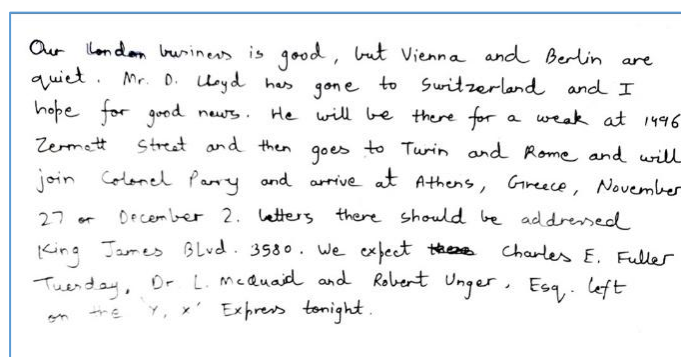 Our London business is good, but Vienna and Berlin are
quiet. Mr. D. Lloyd has gone to Switzerland and I
hope for good news. He will be there for a weak at 1496
Zermott Street and then goes to Turin and Rome and will
join Colonel Parry and arrive at Athens, Greece, November
27 or December 2. Letters there should be addressed
King James Blvd. 3580. We expect Charles E. Fuller
Tuesday, Dr L. McQuaid and Robert Unger, Esq. left
on the 'Y, X' Express tonight.